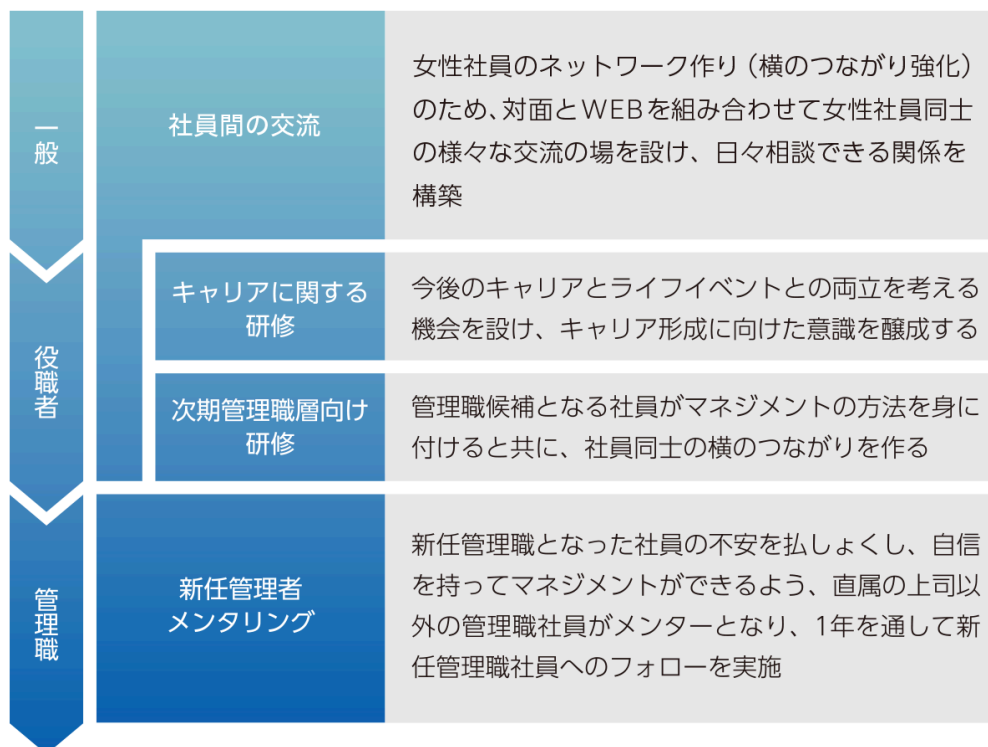 一般
社員間の交流
女性社員のネットワーク作り（横のつながり強化）
のため、対面とWEBを組み合わせて女性社員同士
の様々な交流の場を設け、日々相談できる関係を
構築
役職者
キャリアに関する
研修
今後のキャリアとライフイベントとの両立を考える
機会を設け、キャリア形成に向けた意識を醸成する
次期管理職層向け
研修
管理職候補となる社員がマネジメントの方法を身に
付けると共に、社員同士の横のつながりを作る
管理職
新任管理者
メンタリング
新任管理職となった社員の不安を払しょくし、自信
を持ってマネジメントができるよう、直属の上司以
外の管理職社員がメンターとなり、1年を通して新
任管理職社員へのフォローを実施